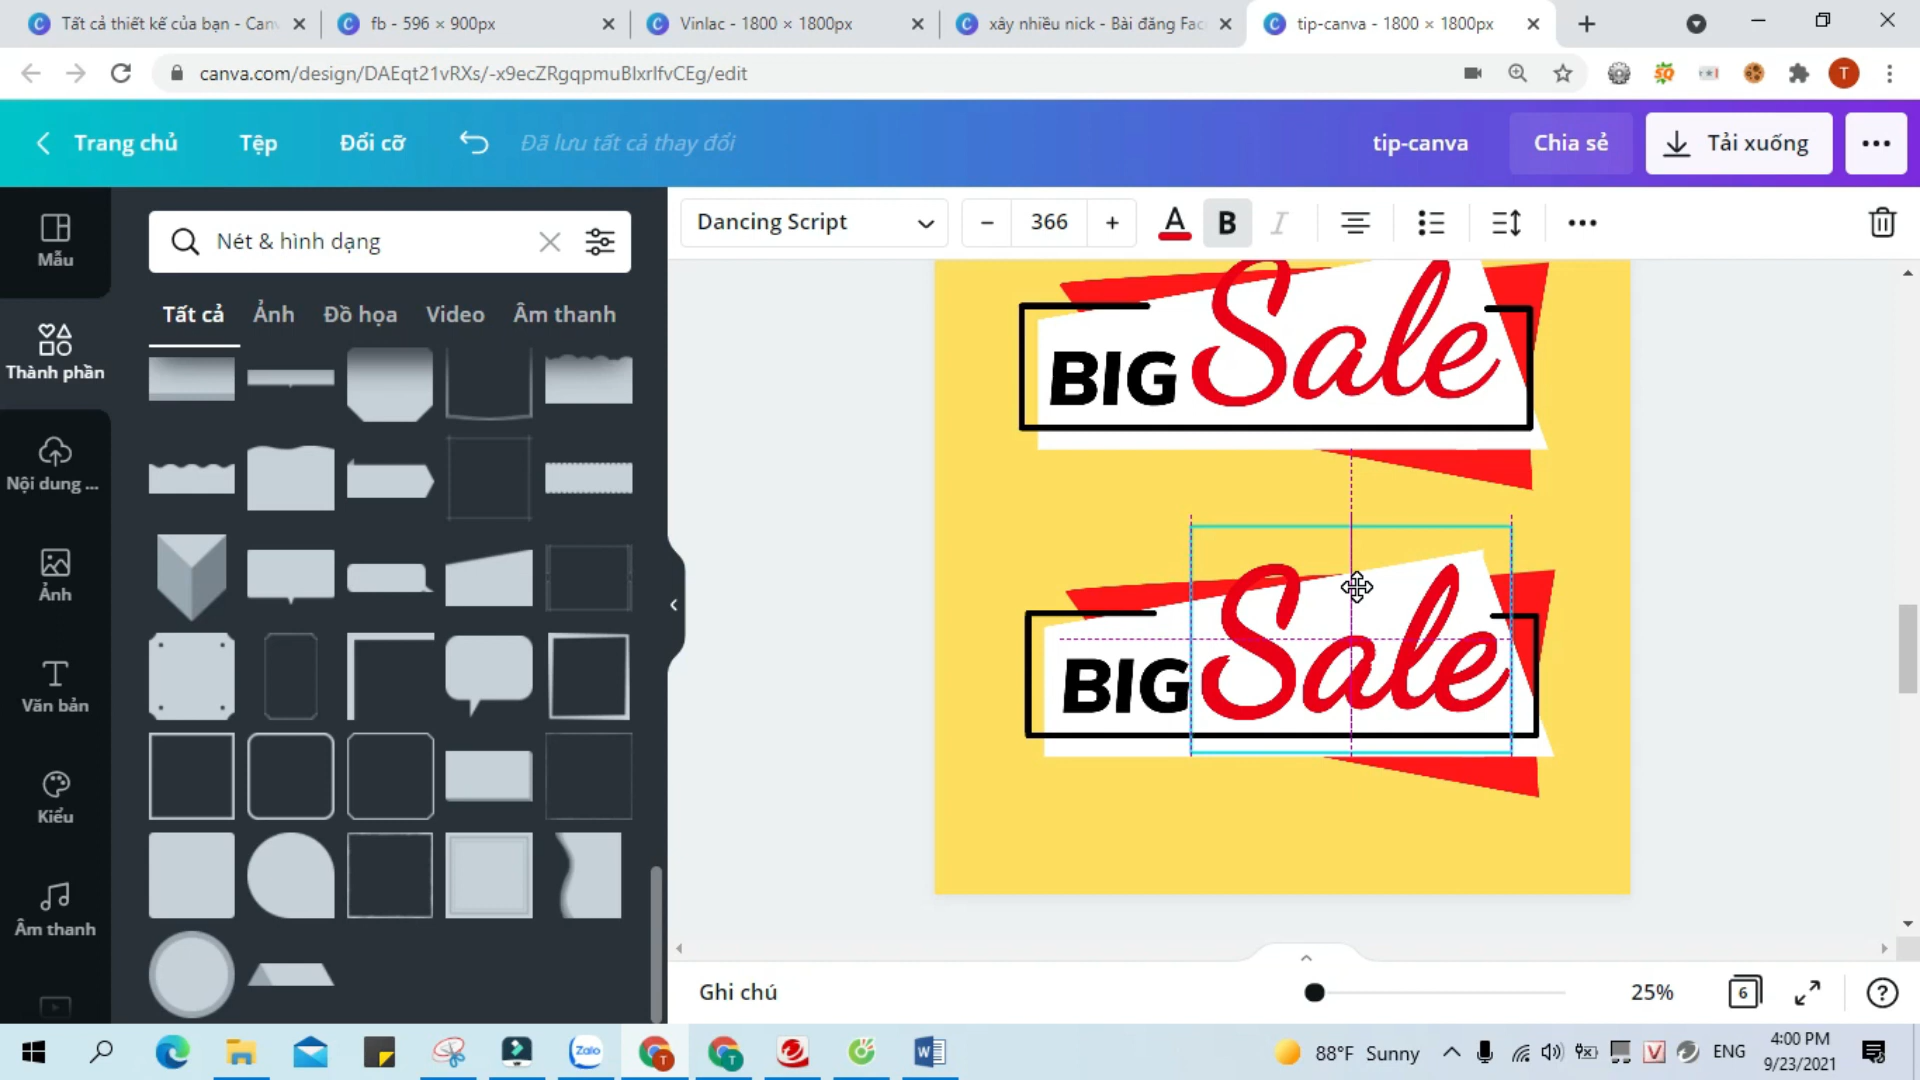 Tất cả thiết kế của bạn - Can
fb - 596 × 900px
Vinlac - 1800 × 1800px
xây nhiều nick - Bài đăng Fac
tip-canva - 1800 × 1800px
canva.com/design/DAEqt21vRXs/-x9ecZRgqpmuBlxrIfvCEg/edit
T
Trang chủ
Tệp
Đổi cỡ
Đã lưu tất cả thay đổi
tip-canva
Chia sẻ
Tải xuống
Mẫu
Thành phần
Nội dung ...
Ảnh
Văn bản
Kiểu
Âm thanh
Nét & hình dạng
Tất cả
Ảnh
Đồ họa
Video
Âm thanh
Dancing Script
366
A
B
I
BIG Sale
BIG Sale
Ghi chú
25%
6
Zalo
88°F Sunny
ENG
4:00 PM
9/23/2021